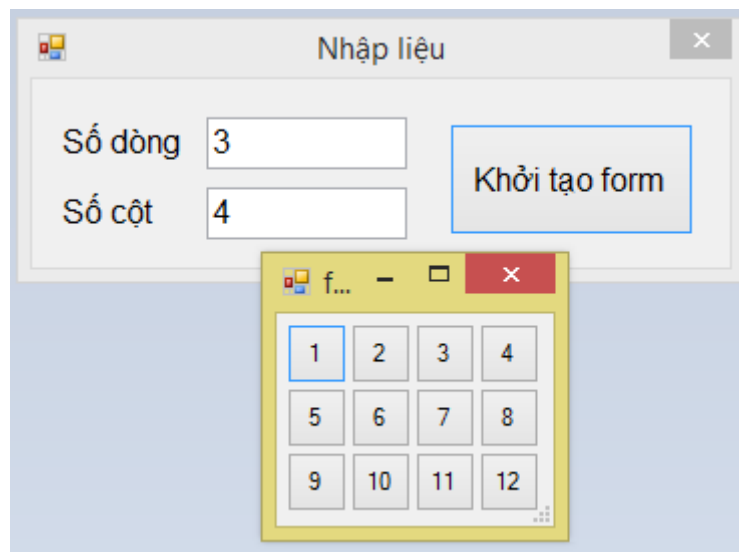 Nhập liệu
Số dòng 3
Số cột 4
Khởi tạo form
f...
1 2 3 4
5 6 7 8
9 10 11 12